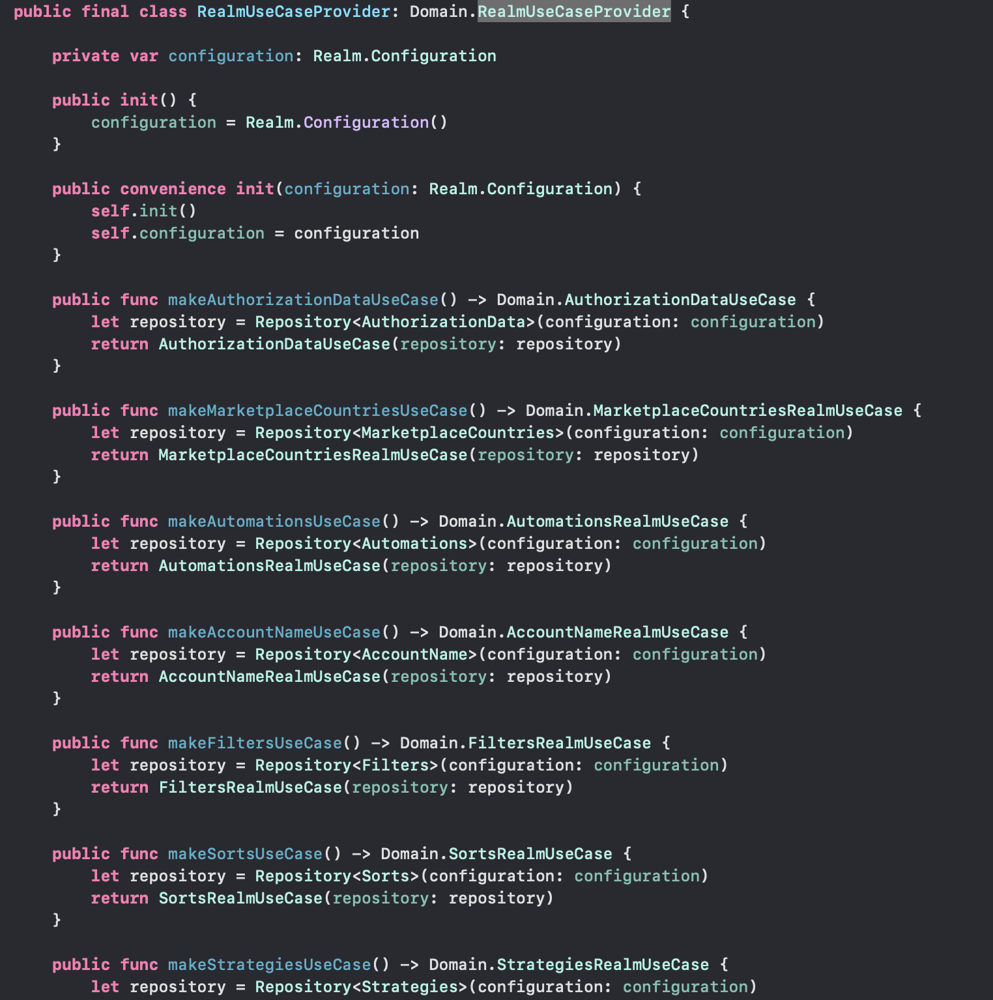 public final class RealmUseCaseProvider: Domain.RealmUseCaseProvider {
    private var configuration: Realm.Configuration
    public init() {
        configuration = Realm.Configuration()
    }
    public convenience init(configuration: Realm.Configuration) {
        self.init()
        self.configuration = configuration
    }
    public func makeAuthorizationDataUseCase() -> Domain.AuthorizationDataUseCase {
        let repository = Repository<AuthorizationData>(configuration: configuration)
        return AuthorizationDataUseCase(repository: repository)
    }
    public func makeMarketplaceCountriesUseCase() -> Domain.MarketplaceCountriesRealmUseCase {
        let repository = Repository<MarketplaceCountries>(configuration: configuration)
        return MarketplaceCountriesRealmUseCase(repository: repository)
    }
    public func makeAutomationsUseCase() -> Domain.AutomationsRealmUseCase {
        let repository = Repository<Automations>(configuration: configuration)
        return AutomationsRealmUseCase(repository: repository)
    }
    public func makeAccountNameUseCase() -> Domain.AccountNameRealmUseCase {
        let repository = Repository<AccountName>(configuration: configuration)
        return AccountNameRealmUseCase(repository: repository)
    }
    public func makeFiltersUseCase() -> Domain.FiltersRealmUseCase {
        let repository = Repository<Filters>(configuration: configuration)
        return FiltersRealmUseCase(repository: repository)
    }
    public func makeSortsUseCase() -> Domain.SortsRealmUseCase {
        let repository = Repository<Sorts>(configuration: configuration)
        return SortsRealmUseCase(repository: repository)
    }
    public func makeStrategiesUseCase() -> Domain.StrategiesRealmUseCase {
        let repository = Repository<Strategies>(configuration: configuration)